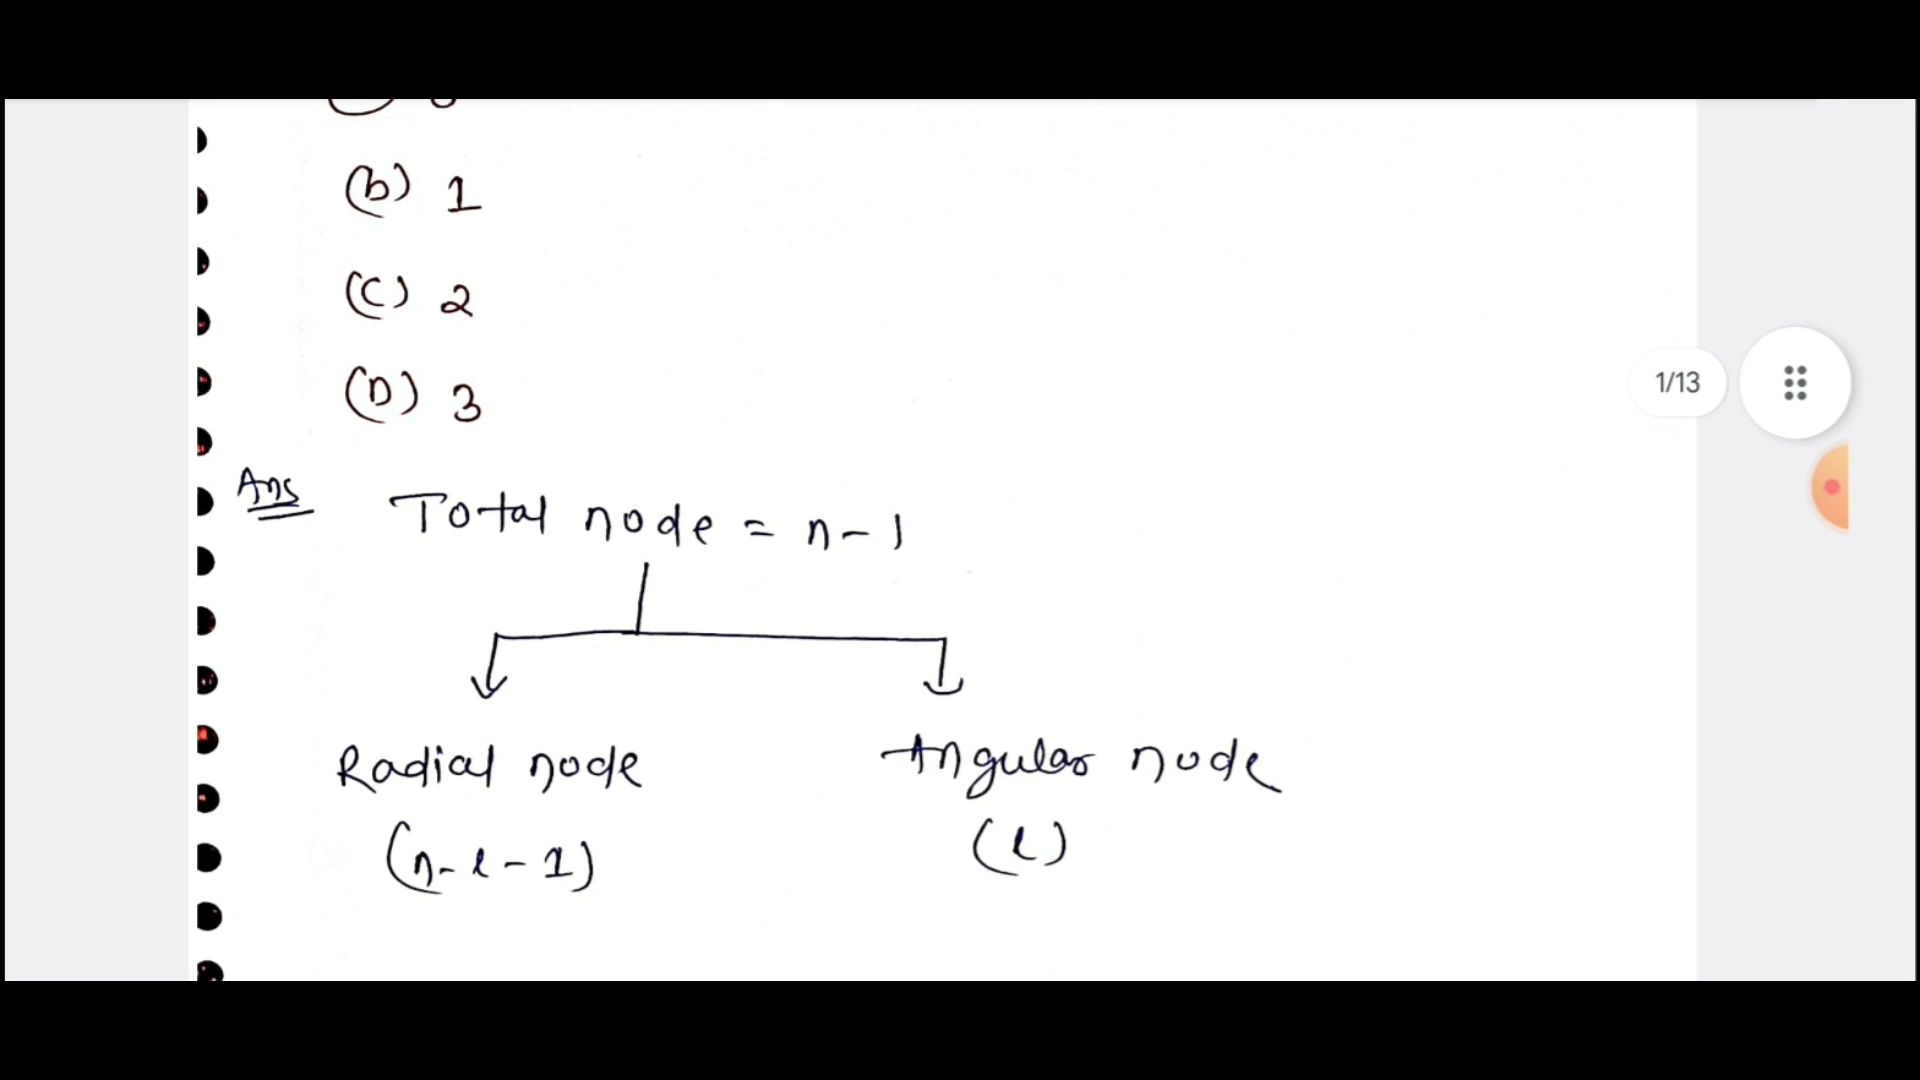 (b) 1
(C) 2
(D) 3
1/13
Ans
Total node = n-1
Radial node
Angular node
(n-l-1)
(l)